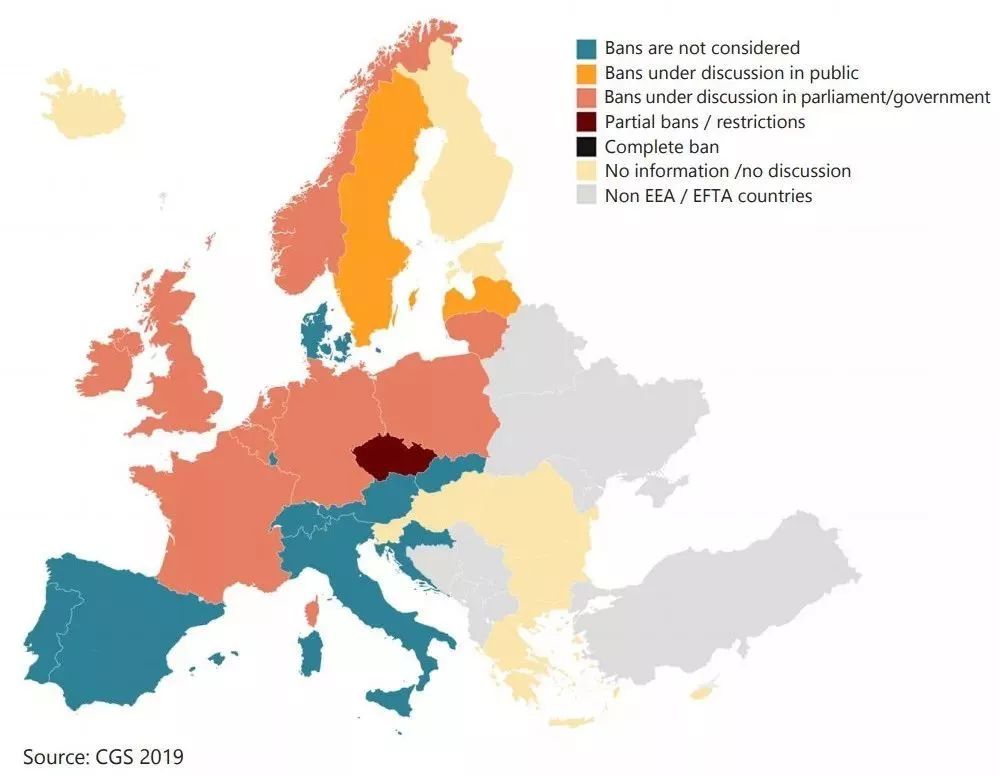 Bans are not considered
Bans under discussion in public
Bans under discussion in parliament/government
Partial bans / restrictions
Complete ban
No information /no discussion
Non EEA / EFTA countries
Source: CGS 2019